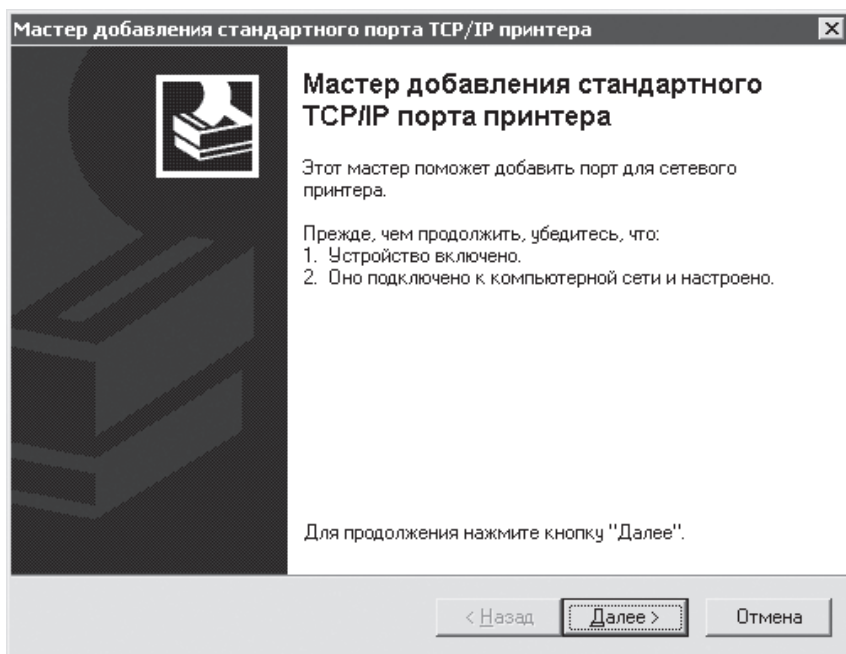 Мастер добавления стандартного порта TCP/IP принтера
Мастер добавления стандартного
TCP/IP порта принтера
Этот мастер поможет добавить порт для сетевого
принтера.
Прежде, чем продолжить, убедитесь, что:
1. Устройство включено.
2. Оно подключено к компьютерной сети и настроено.
Для продолжения нажмите кнопку "Далее".
< Назад
Далее >
Отмена